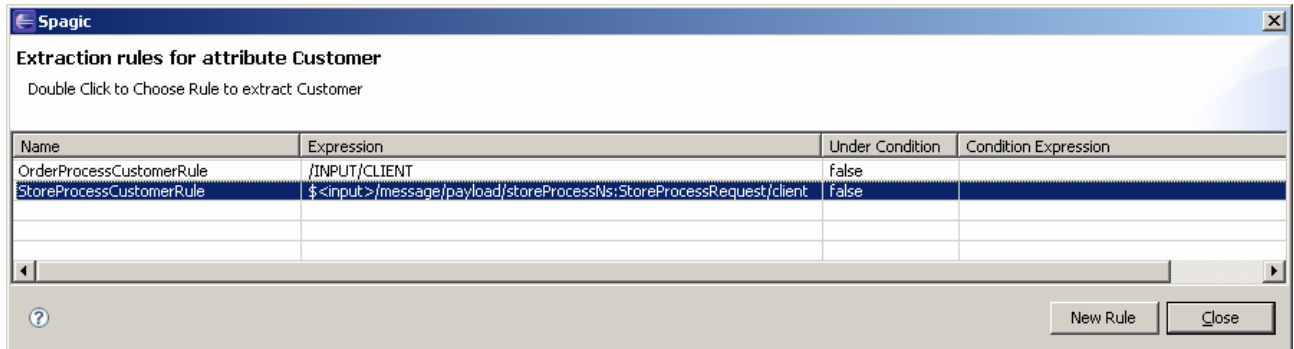 Spagic
Extraction rules for attribute Customer
Double Click to Choose Rule to extract Customer
Name Expression Under Condition Condition Expression
OrderProcessCustomerRule /INPUT/CLIENT false
StoreProcessCustomerRule $<input>/message/payload/storeProcessNs:StoreProcessRequest/client false
New Rule Close